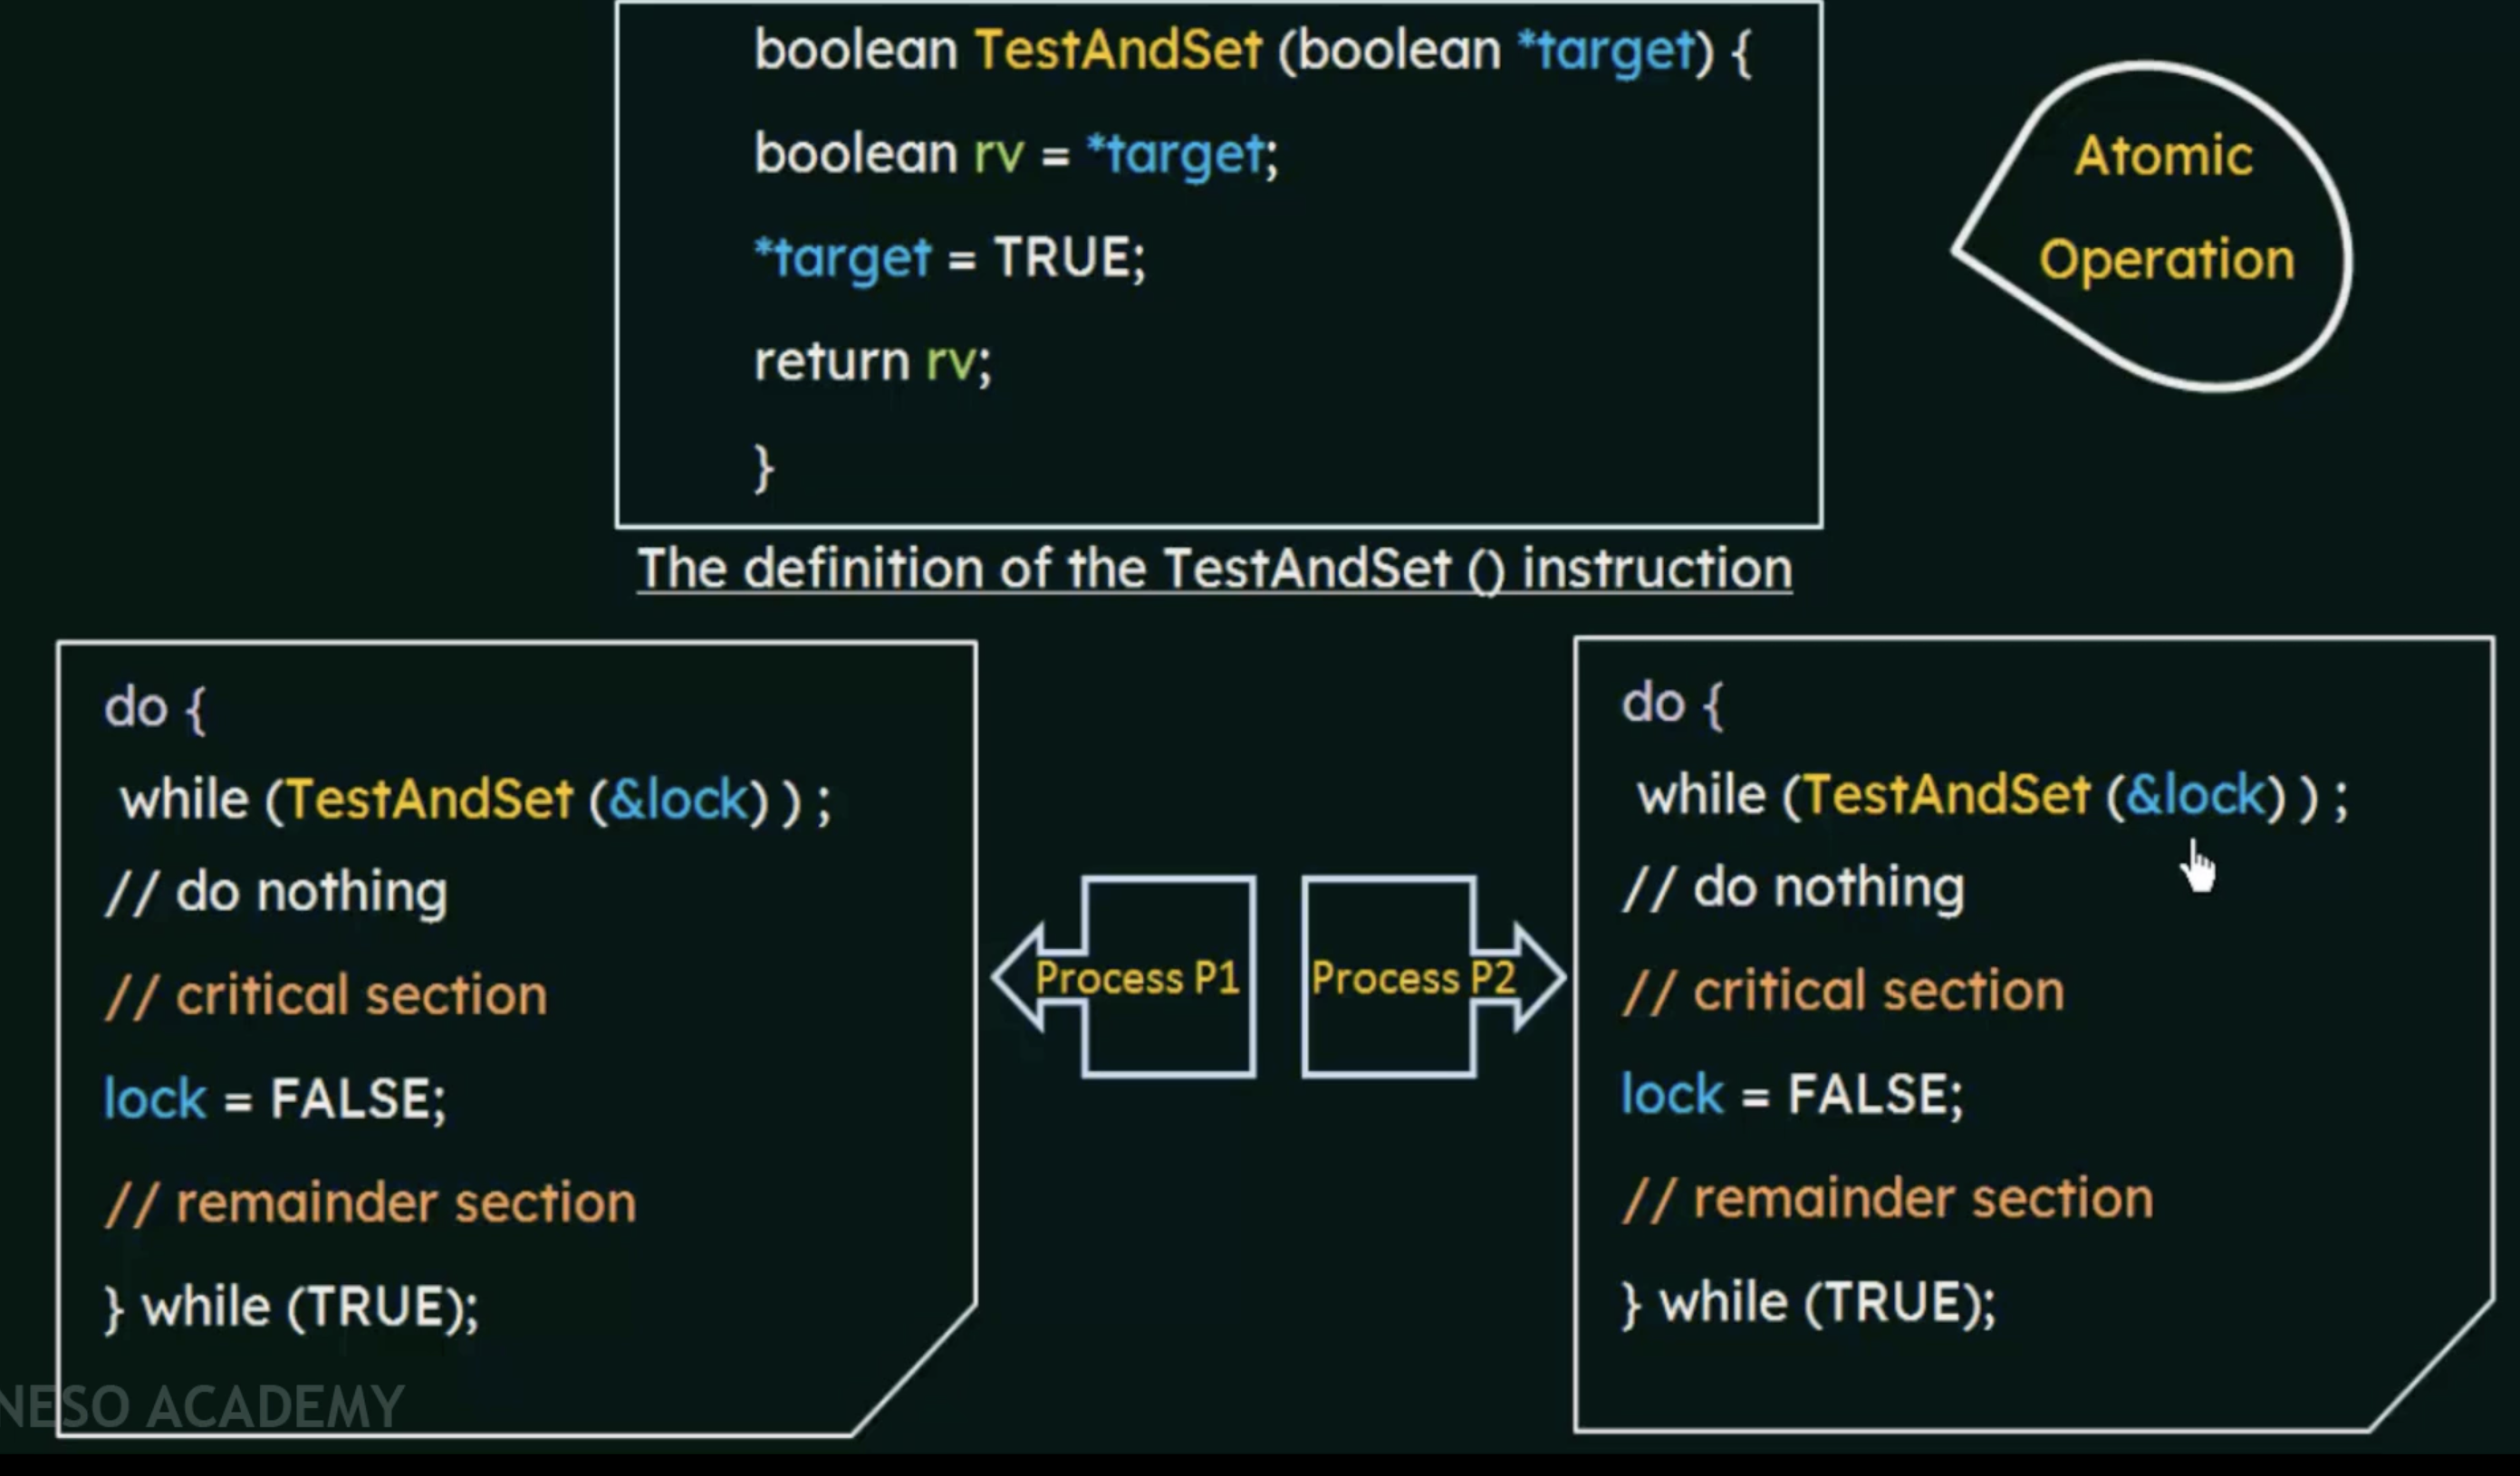 boolean TestAndSet (boolean *target) {
boolean rv = *target;
*target = TRUE;
return rv;
}
Atomic
Operation
The definition of the TestAndSet () instruction
do {
while (TestAndSet (&lock) ) ;
// do nothing
// critical section
lock = FALSE;
// remainder section
} while (TRUE);
Process P1
Process P2
do {
while (TestAndSet (&lock) ) ;
// do nothing
// critical section
lock = FALSE;
// remainder section
} while (TRUE);
NESO ACADEMY